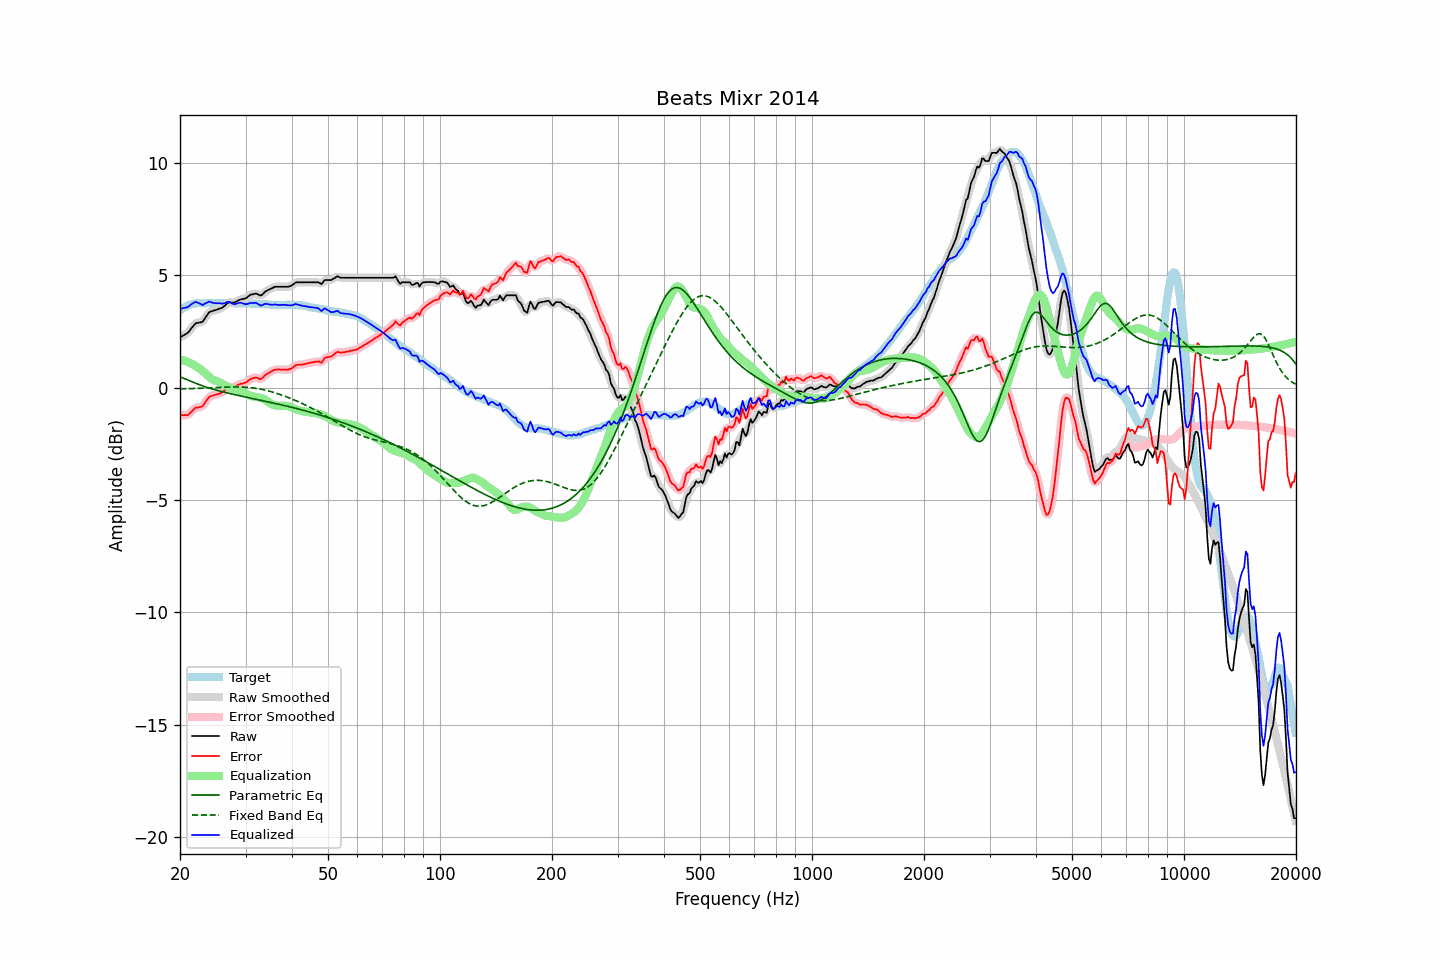 Beats Mixr 2014
Amplitude (dBr)
10
5
0
−5
−10
−15
−20
Target
Raw Smoothed
Error Smoothed
Raw
Error
Equalization
Parametric Eq
Fixed Band Eq
Equalized
20
50
100
200
500
1000
2000
5000
10000
20000
Frequency (Hz)